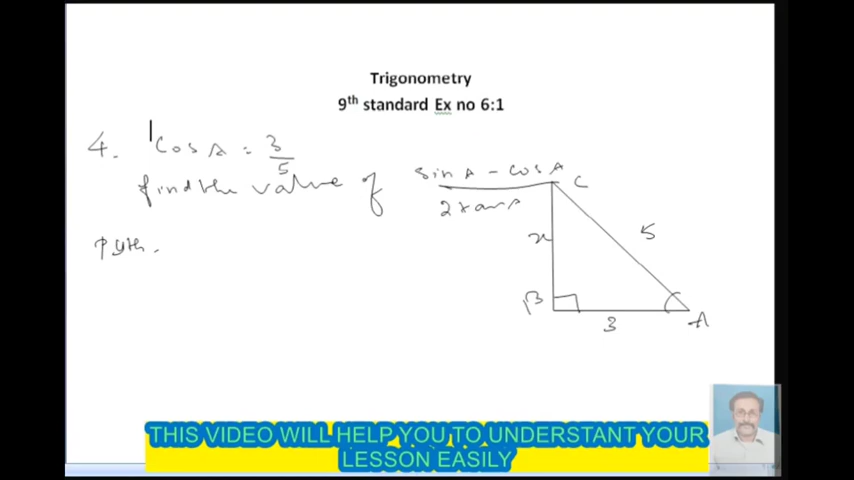 Trigonometry
9th standard Ex no 6:1
4. Cos A = 3/5
find the value of sin A - cos A / 2 tan A
C
x
5
B
3
A
Pyth.
THIS VIDEO WILL HELP YOU TO UNDERSTANT YOUR
LESSON EASILY